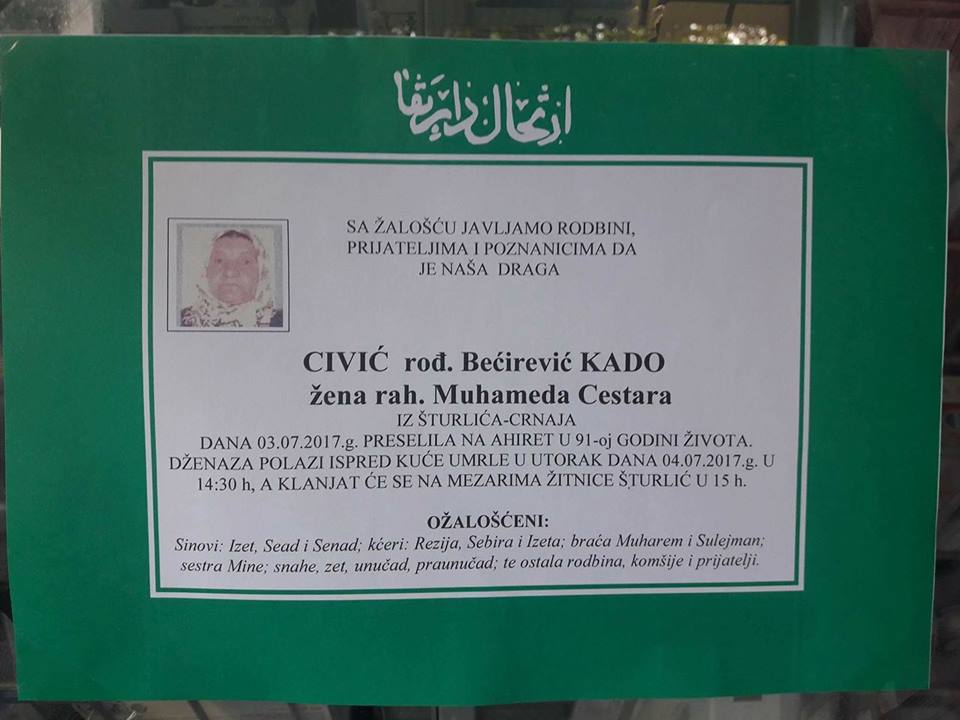 ارتحال دار بقا
SA ŽALOŠĆU JAVLJAMO RODBINI,
PRIJATELJIMA I POZNANICIMA DA
JE NAŠA DRAGA
CIVIĆ rođ. Bećirević KADO
žena rah. Muhameda Cestara
IZ ŠTURLIĆA-CRNAJA
DANA 03.07.2017.g. PRESELILA NA AHIRET U 91-oj GODINI ŽIVOTA.
DŽENAZA POLAZI ISPRED KUĆE UMRLE U UTORAK DANA 04.07.2017.g. U
14:30 h, A KLANJAT ĆE SE NA MEZARIMA ŽITNICE ŠTURLIĆ U 15 h.
OŽALOŠĆENI:
Sinovi: Izet, Sead i Senad; kćeri: Rezija, Sebira i Izeta; braća Muharem i Sulejman;
sestra Mine; snahe, zet, unučad, praunučad; te ostala rodbina, komšije i prijatelji.